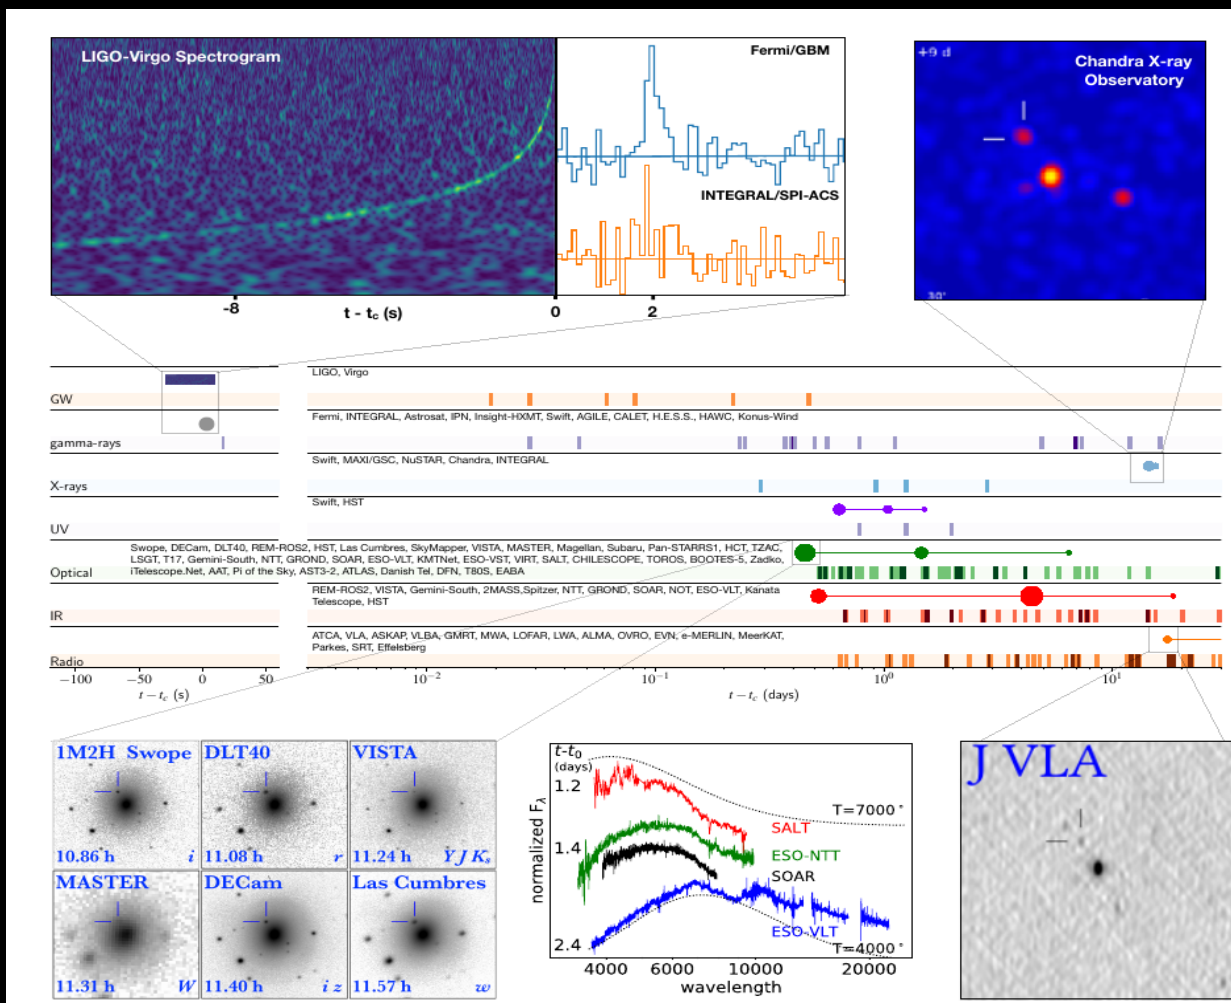 LIGO-Virgo Spectrogram
Fermi/GBM
INTEGRAL/SPI-ACS
-8
0
2
t - tc (s)
+9 d
Chandra X-ray
Observatory
30'
LIGO, Virgo
GW
Fermi, INTEGRAL, Astrosat, IPN, Insight-HXMT, Swift, AGILE, CALET, H.E.S.S., HAWC, Konus-Wind
gamma-rays
Swift, MAXI/GSC, NuSTAR, Chandra, INTEGRAL
X-rays
Swift, HST
UV
Swope, DECam, DLT40, REM-ROS2, HST, Las Cumbres, SkyMapper, VISTA, MASTER, Magellan, Subaru, Pan-STARRS1, HCT, TZAC,
LSGT, T17, Gemini-South, NTT, GROND, SOAR, ESO-VLT, KMTNet, ESO-VST, VIRT, SALT, CHILESCOPE, TOROS, BOOTES-5, Zadko,
iTelescope.Net, AAT, Pi of the Sky, AST3-2, ATLAS, Danish Tel, DFN, T80S, EABA
Optical
REM-ROS2, VISTA, Gemini-South, 2MASS,Spitzer, NTT, GROND, SOAR, NOT, ESO-VLT, Kanata
Telescope, HST
IR
ATCA, VLA, ASKAP, VLBA, GMRT, MWA, LOFAR, LWA, ALMA, OVRO, EVN, e-MERLIN, MeerKAT,
Parkes, SRT, Effelsberg
Radio
−100 −50 0 50
t − tc (s)
10⁻² 10⁻¹ 10⁰ 10¹
t − tc (days)
1M2H Swope
10.86 h i
DLT40
11.08 h r
VISTA
11.24 h Y J Ks
MASTER
11.31 h W
DECam
11.40 h i z
Las Cumbres
11.57 h w
t-t0
(days)
1.2
1.4
2.4
normalized Fλ
T=7000°
SALT
ESO-NTT
SOAR
ESO-VLT
T=4000°
4000 6000 10000 20000
wavelength
J VLA